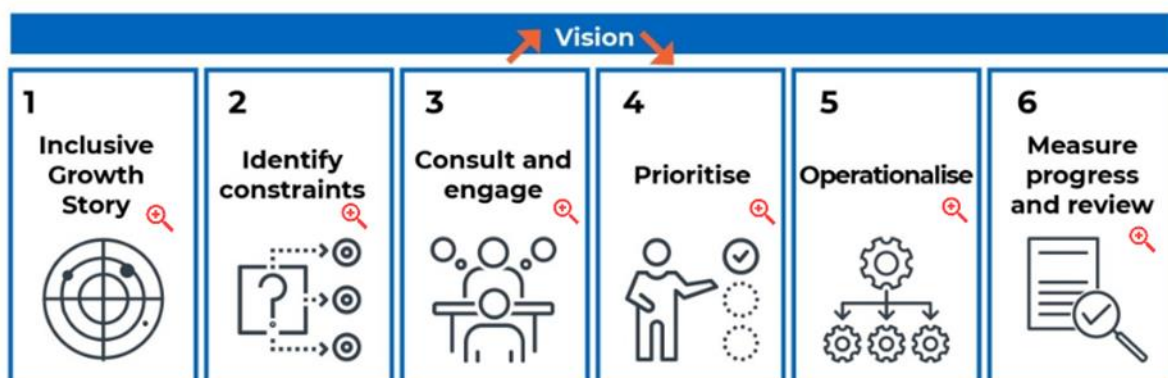 Vision
1
Inclusive
Growth
Story
2
Identify
constraints
3
Consult and
engage
4
Prioritise
5
Operationalise
6
Measure
progress
and review
?